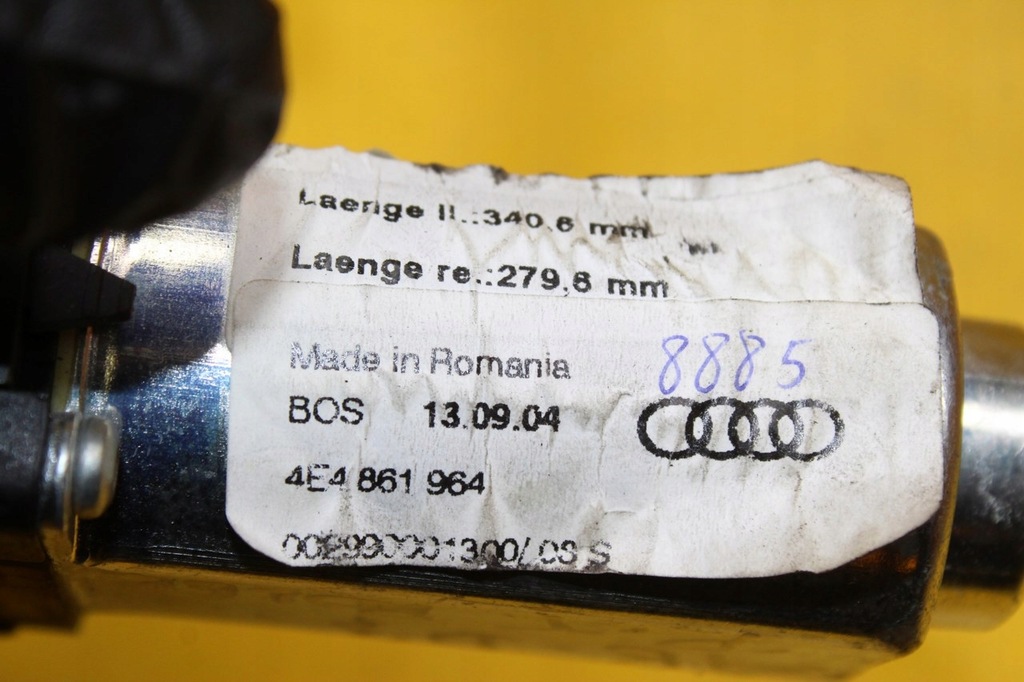 Laenge li.:340,6 mm
Laenge re.:279,6 mm
Made in Romania
8885
BOS 13.09.04
4E4 861 964